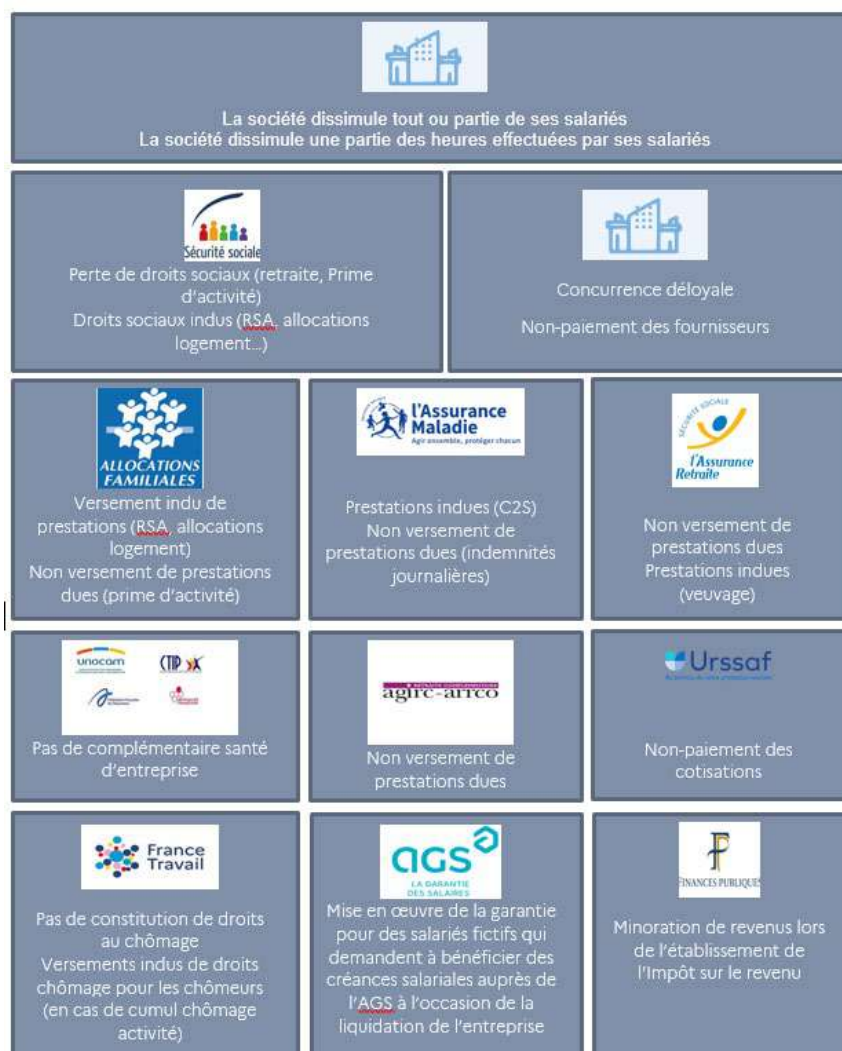 La société dissimule tout ou partie de ses salariés
La société dissimule une partie des heures effectuées par ses salariés
Sécurité sociale
Perte de droits sociaux (retraite, Prime
d'activité)
Droits sociaux indus (RSA, allocations
logement…)
Concurrence déloyale
Non-paiement des fournisseurs
ALLOCATIONS
FAMILIALES
Versement indu de
prestations (RSA, allocations
logement)
Non versement de prestations
dues (prime d'activité)
l'Assurance
Maladie
Agir ensemble, protéger chacun
Prestations indues (C2S)
Non versement de
prestations dues (indemnités
journalières)
SÉCURITÉ SOCIALE
l'Assurance
Retraite
Non versement de
prestations dues
Prestations indues
(veuvage)
unocam
CTIP
Pas de complémentaire santé
d'entreprise
agirc-arrco
Non versement de
prestations dues
Urssaf
Non-paiement des
cotisations
France
Travail
Pas de constitution de droits
au chômage
Versements indus de droits
chômage pour les chômeurs
(en cas de cumul chômage
activité)
AGS
LA GARANTIE
DES SALAIRES
Mise en œuvre de la garantie
pour des salariés fictifs qui
demandent à bénéficier des
créances salariales auprès de
l'AGS à l'occasion de la
liquidation de l'entreprise
FINANCES PUBLIQUES
Minoration de revenus lors
de l'établissement de
l'Impôt sur le revenu